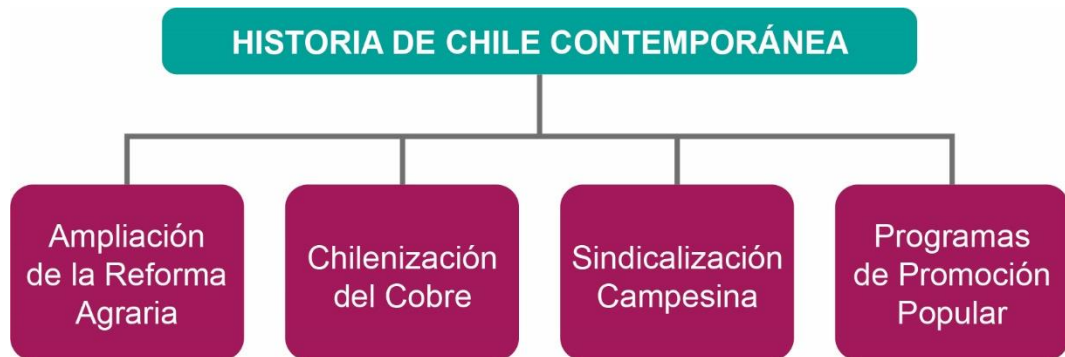 HISTORIA DE CHILE CONTEMPORÁNEA
Ampliación
de la Reforma
Agraria
Chilenización
del Cobre
Sindicalización
Campesina
Programas
de Promoción
Popular